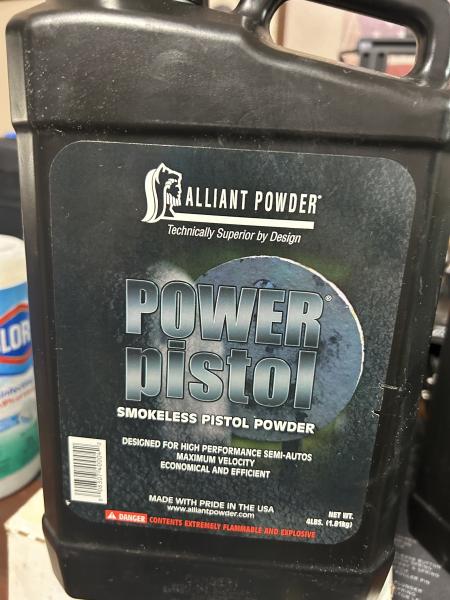 ALLIANT POWDER
Technically Superior by Design
POWER®
pistol
SMOKELESS PISTOL POWDER
DESIGNED FOR HIGH PERFORMANCE SEMI-AUTOS
MAXIMUM VELOCITY
ECONOMICAL AND EFFICIENT
MADE WITH PRIDE IN THE USA
www.alliantpowder.com
NET WT.
4LBS. (1.81kg)
DANGER CONTENTS EXTREMELY FLAMMABLE AND EXPLOSIVE
CLOR